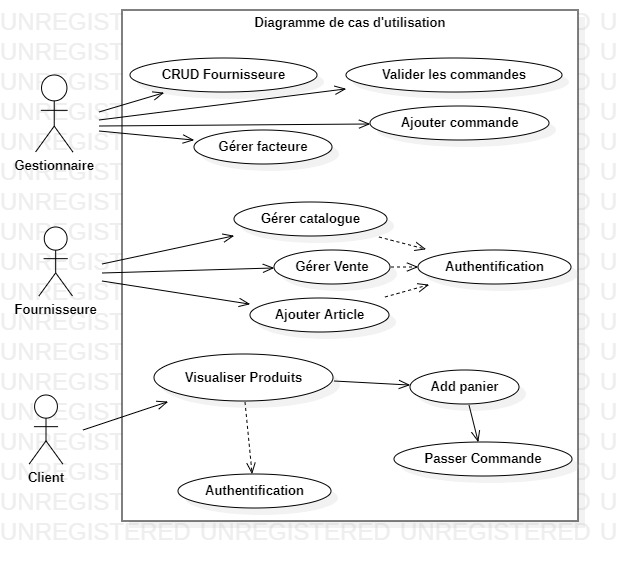 Diagramme de cas d'utilisation
CRUD Fournisseure
Valider les commandes
Ajouter commande
Gérer facteure
Gestionnaire
Gérer catalogue
Gérer Vente
Authentification
Ajouter Article
Fournisseure
Visualiser Produits
Add panier
Passer Commande
Client
Authentification
UNREGISTERED UNREGISTERED UNREGISTERED U